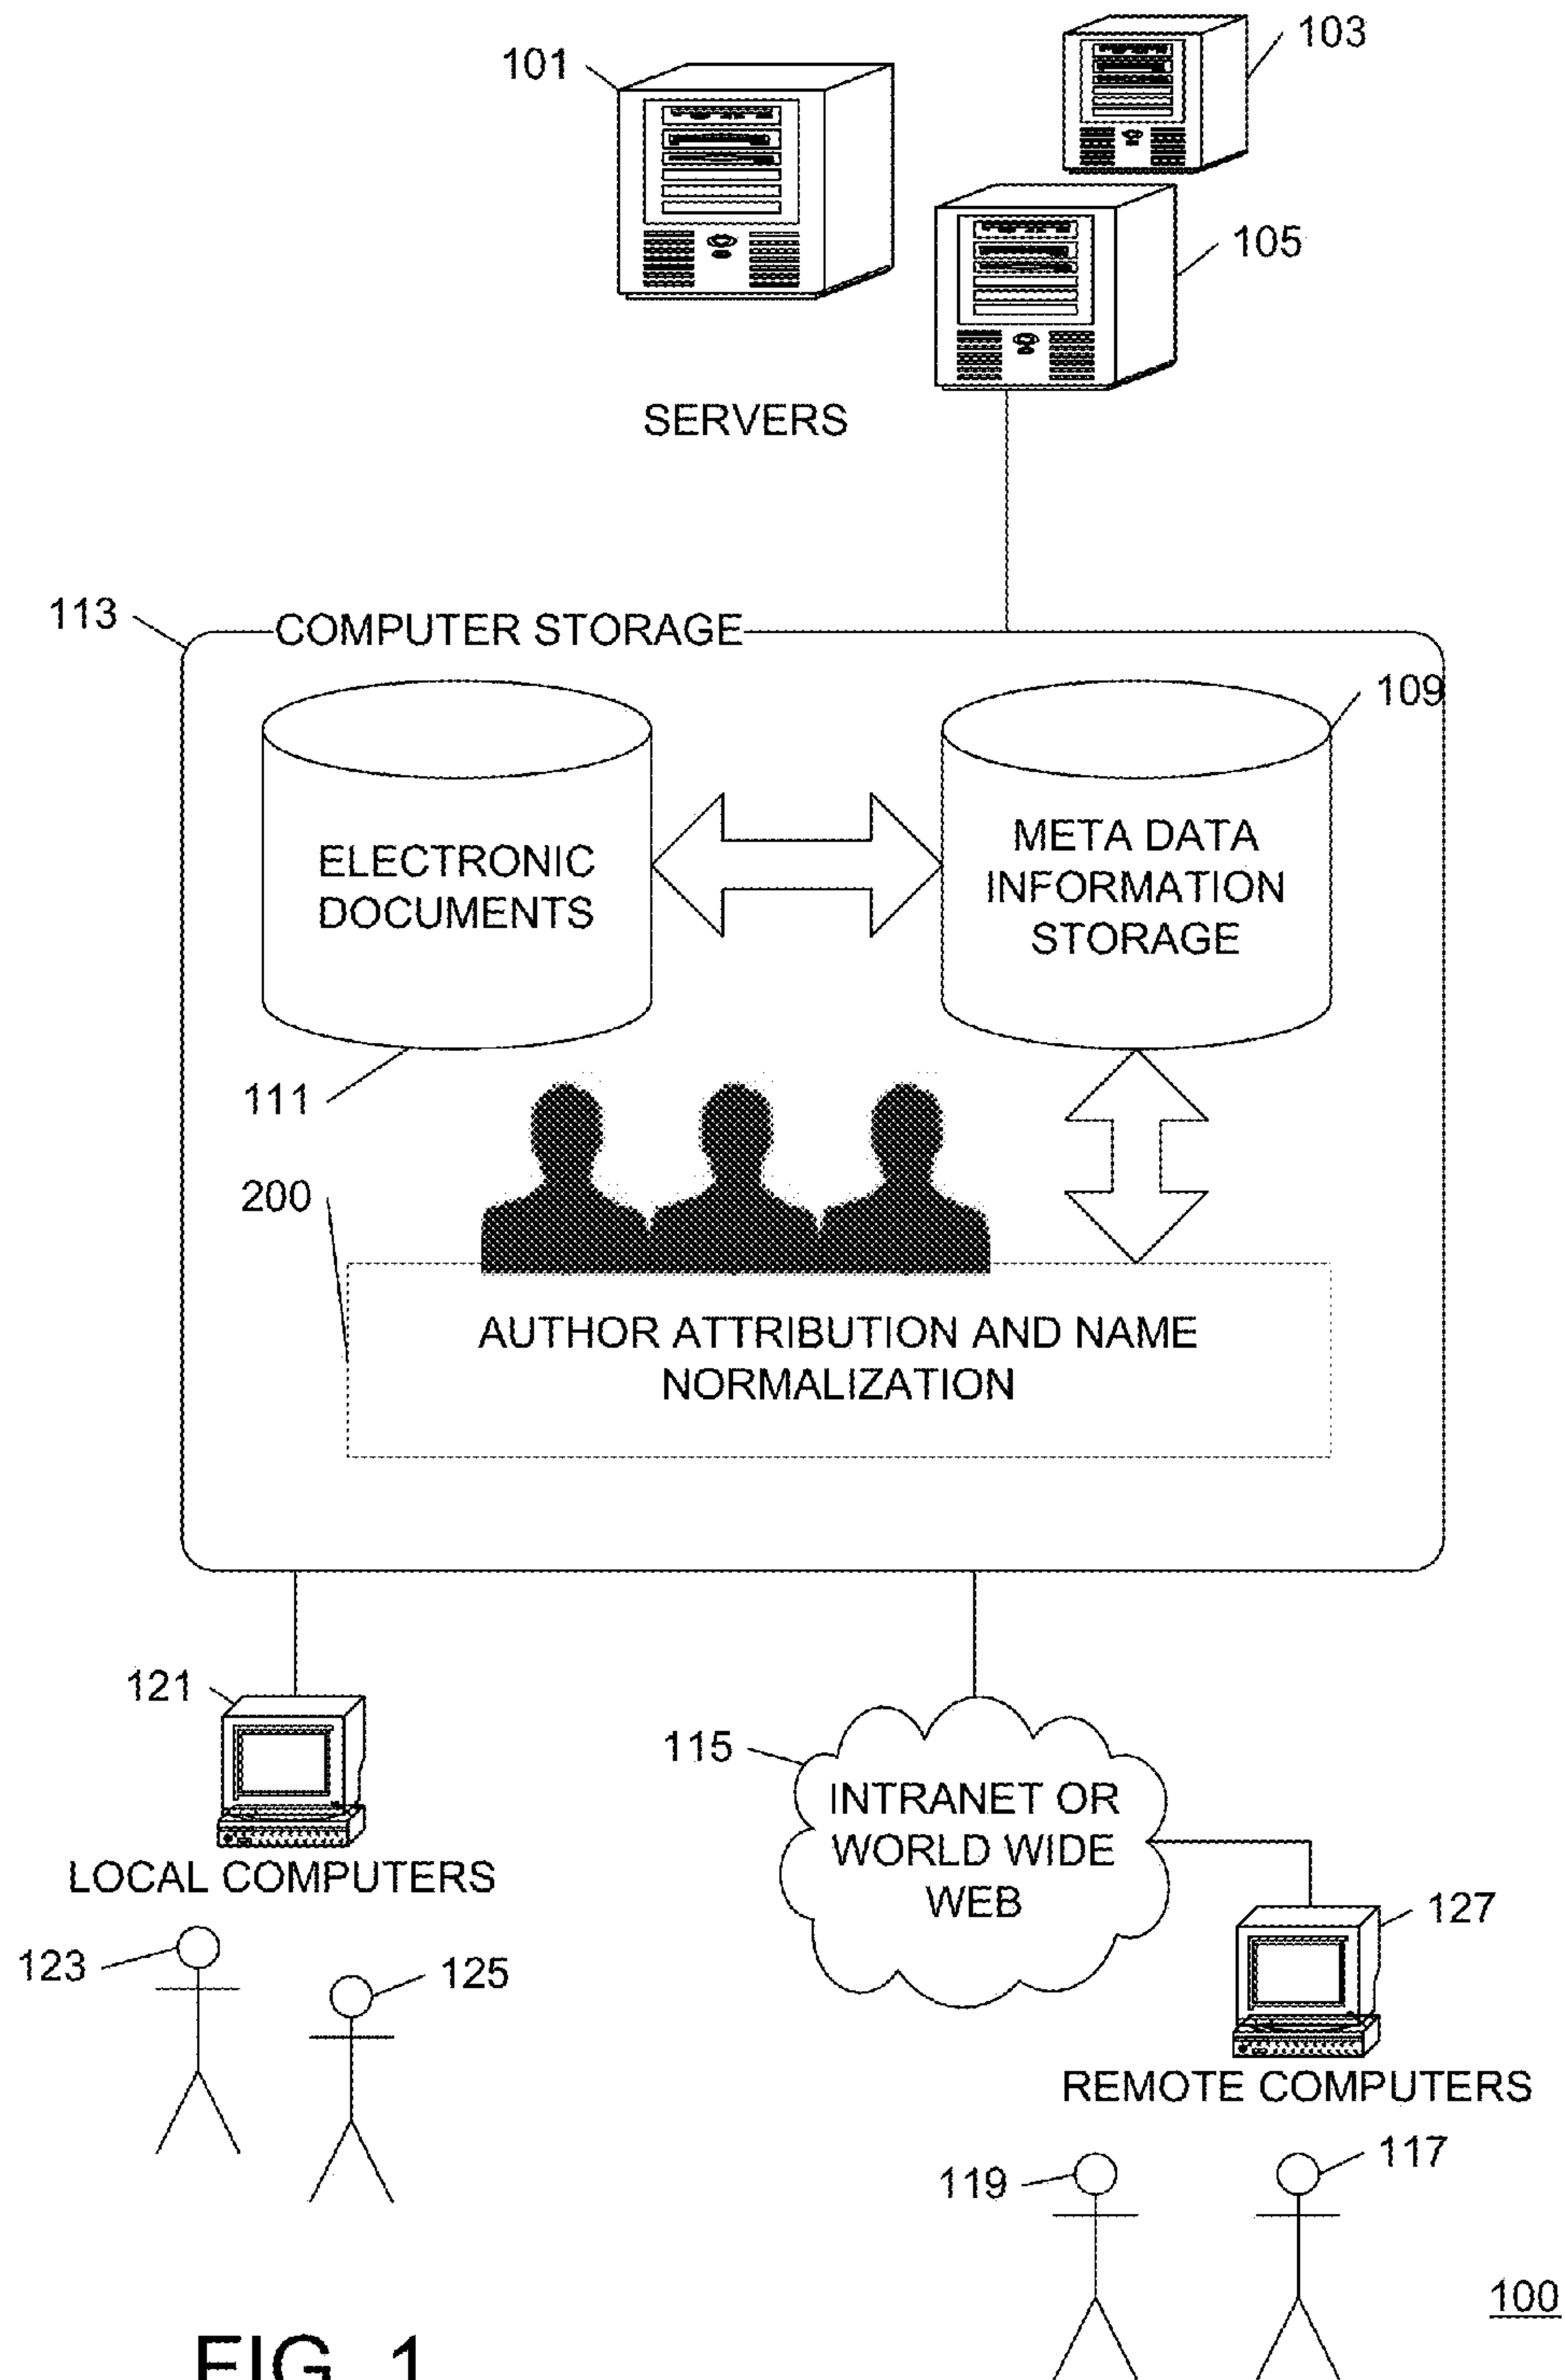 101
103
105
SERVERS
113
COMPUTER STORAGE
109
ELECTRONIC
DOCUMENTS
META DATA
INFORMATION
STORAGE
111
200
AUTHOR ATTRIBUTION AND NAME
NORMALIZATION
121
LOCAL COMPUTERS
115
INTRANET OR
WORLD WIDE
WEB
127
REMOTE COMPUTERS
123
125
119
117
100
FIG. 1